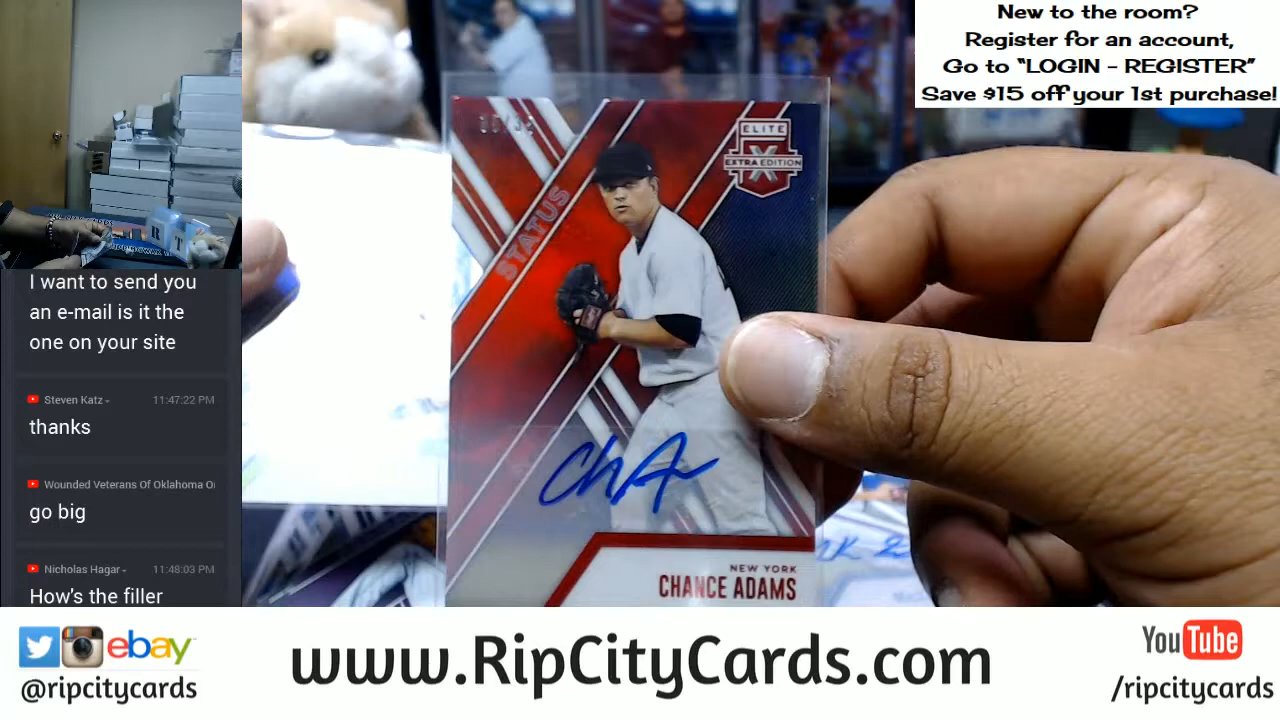 New to the room?
Register for an account,
Go to "LOGIN - REGISTER"
Save $15 off your 1st purchase!
I want to send you
an e-mail is it the
one on your site
Steven Katz
11:47:22 PM
thanks
Wounded Veterans Of Oklahoma
go big
Nicholas Hagar
11:48:03 PM
How's the filler
R T
STATUS
ELITE
X
EXTRA EDITION
ChA
NEW YORK
CHANCE ADAMS
ebay
@ripcitycards
www.RipCityCards.com
YouTube
/ripcitycards